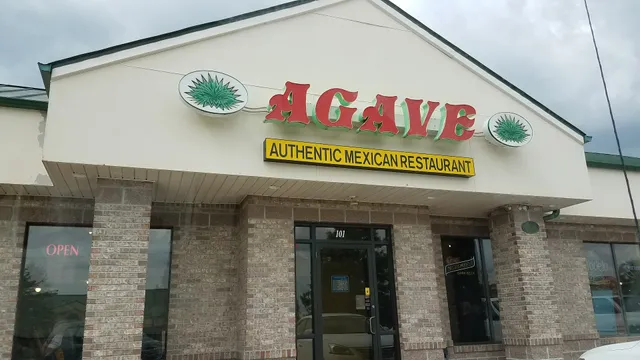 AGAVE
AUTHENTIC MEXICAN RESTAURANT
101
OPEN